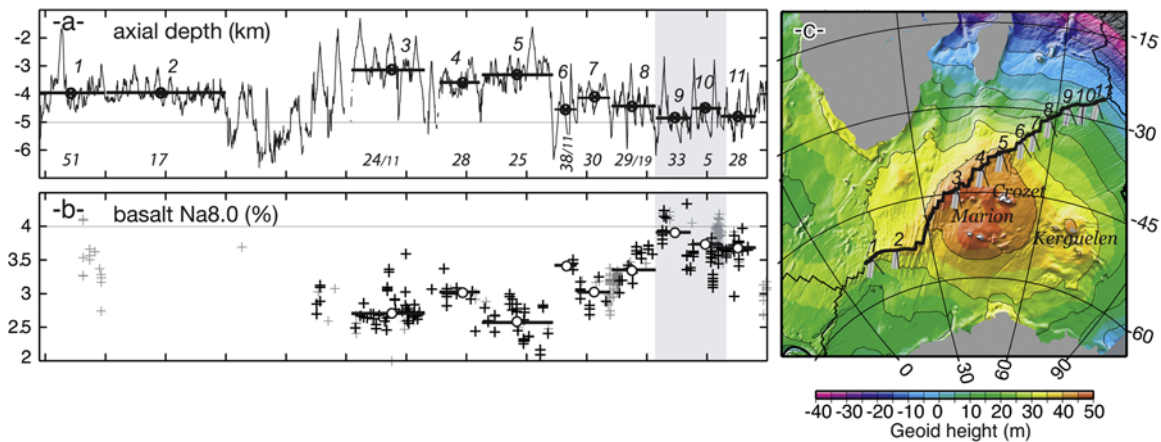 -a- axial depth (km)
-2
-3
-4
-5
-6
1 2 3 4 5 6 7 8 9 10 11
51 17 24/11 28 25 38/11 30 29/19 33 5 28
-b- basalt Na8.0 (%)
4
3.5
3
2.5
2
-c-
-15
-30
-45
-60
0 30 60 90
1 2 3 4 5 6 7 8 9 10 11
Crozet
Marion
Kerguelen
-40 -30 -20 -10 0 10 20 30 40 50
Geoid height (m)